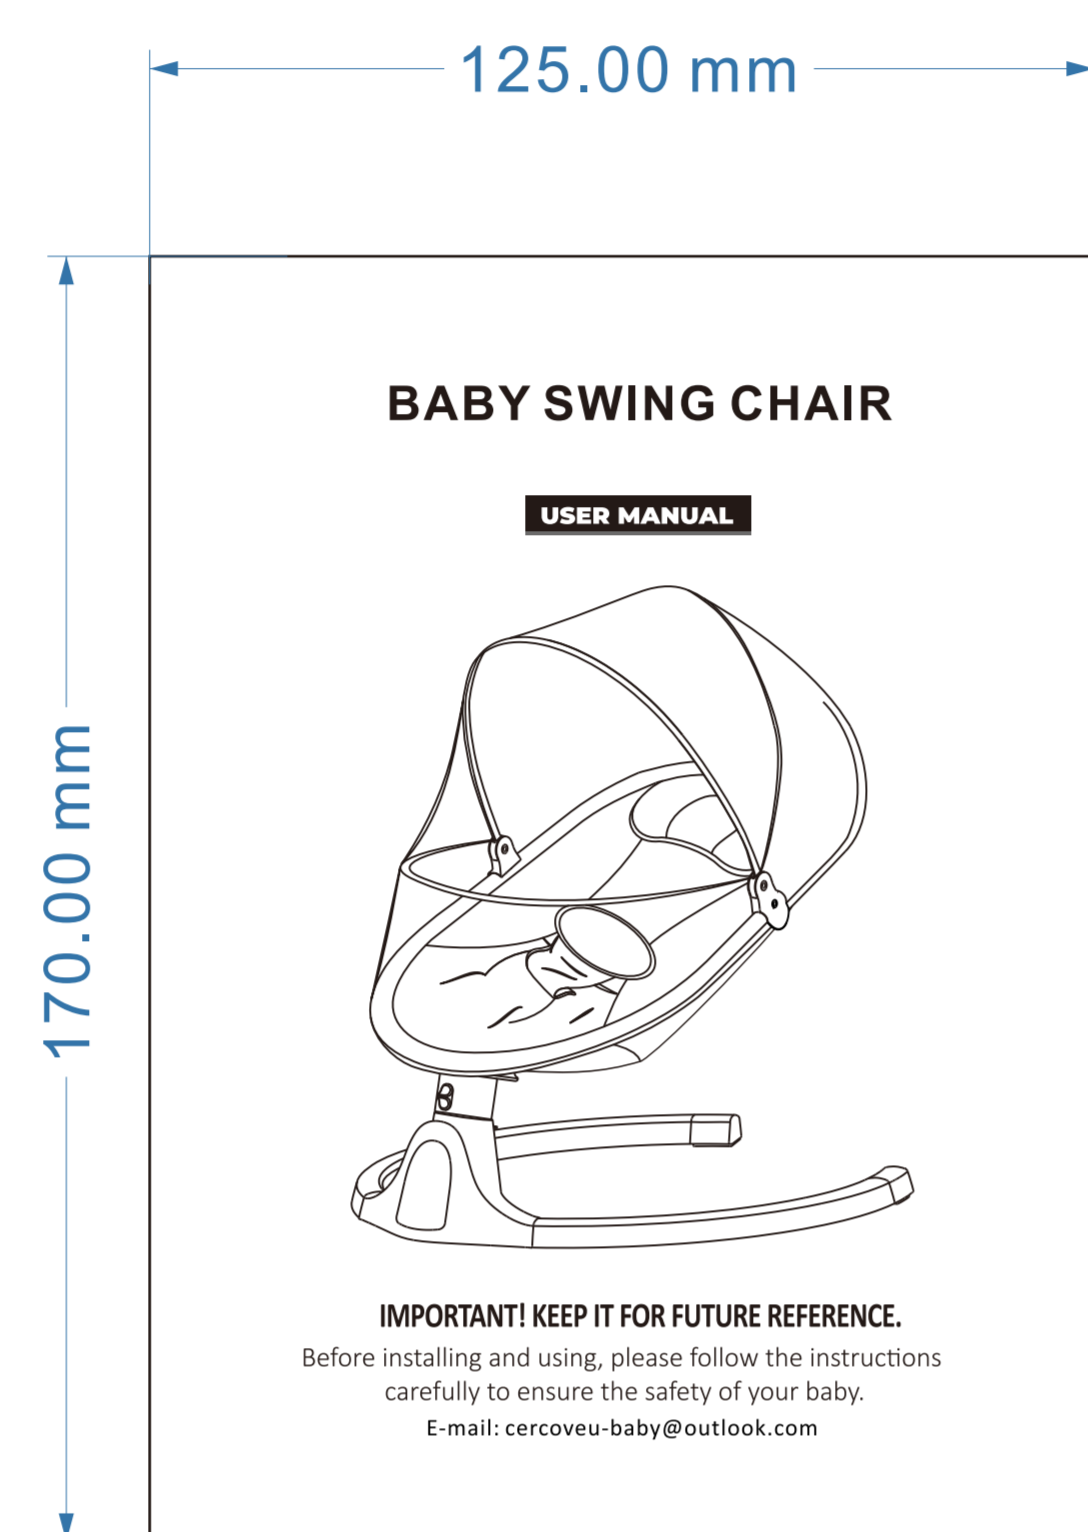 125.00 mm
170.00 mm
BABY SWING CHAIR
USER MANUAL
IMPORTANT! KEEP IT FOR FUTURE REFERENCE.
Before installing and using, please follow the instructions
carefully to ensure the safety of your baby.
E-mail: cercoveu-baby@outlook.com